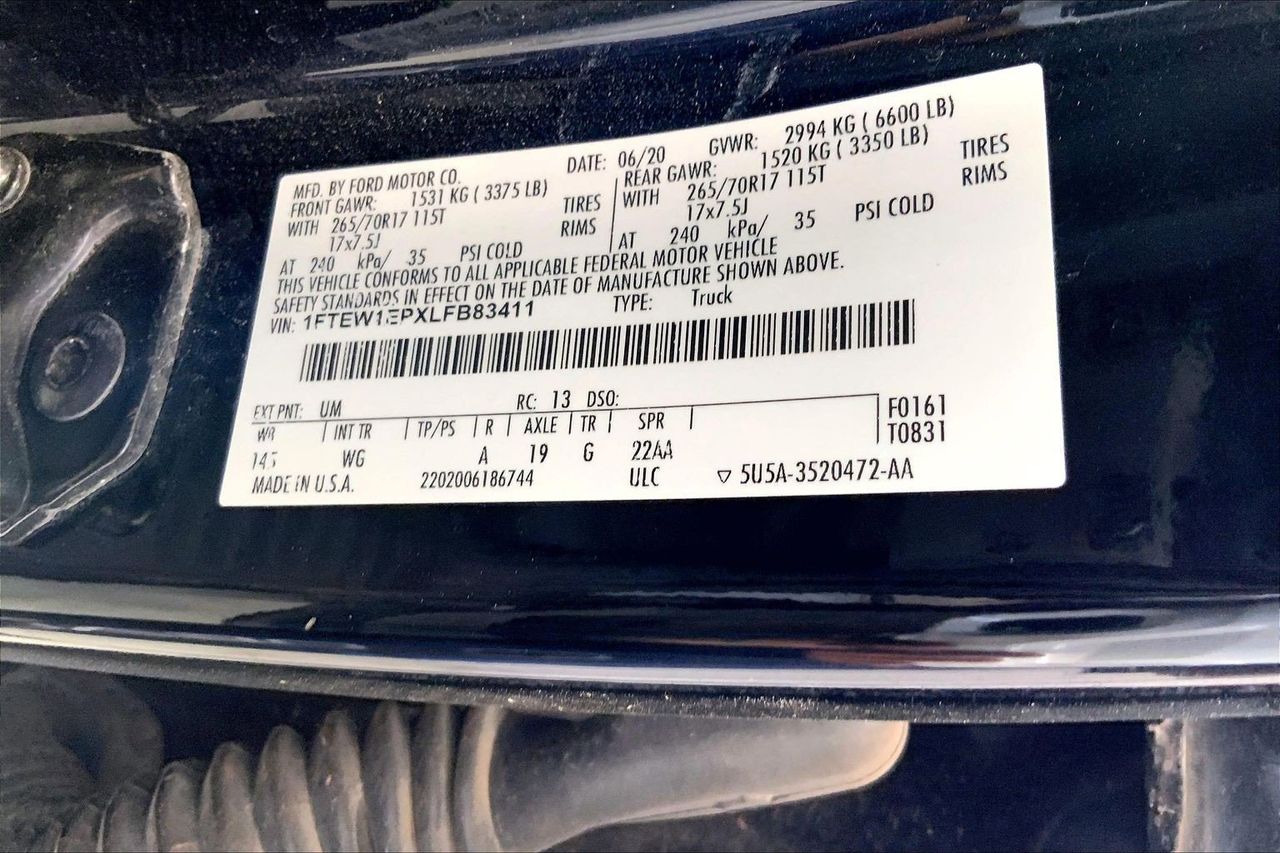 MFD. BY FORD MOTOR CO. DATE: 06/20 GVWR: 2994 KG ( 6600 LB)
FRONT GAWR: 1531 KG ( 3375 LB) REAR GAWR: 1520 KG ( 3350 LB)
WITH 265/70R17 115T TIRES WITH 265/70R17 115T TIRES
17x7.5J RIMS 17x7.5J RIMS
AT 240 kPa/ 35 PSI COLD AT 240 kPa/ 35 PSI COLD
THIS VEHICLE CONFORMS TO ALL APPLICABLE FEDERAL MOTOR VEHICLE
SAFETY STANDARDS IN EFFECT ON THE DATE OF MANUFACTURE SHOWN ABOVE.
VIN: 1FTEW1EPXLFB83411 TYPE: Truck
EXT PNT: UM RC: 13 DSO:
WB INT TR TP/PS R AXLE TR SPR F0161
145 WG A 19 G 22AA T0831
MADE IN U.S.A. 2202006186744 ULC ▽ 5U5A-3520472-AA